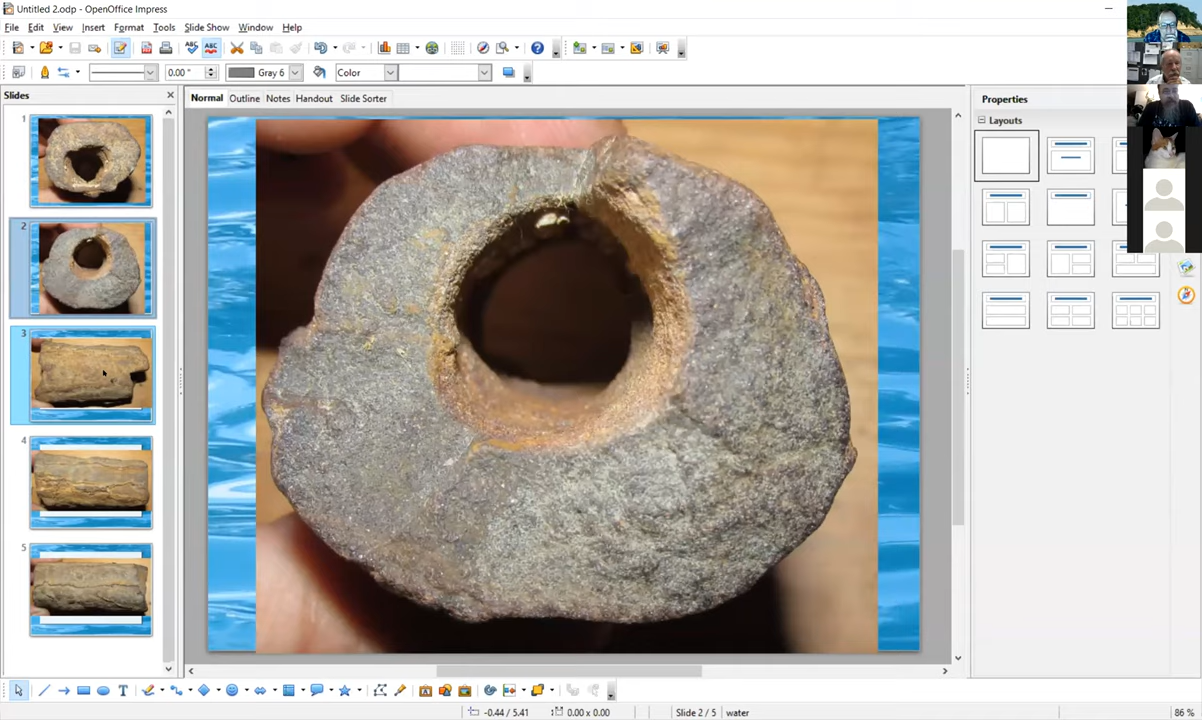 Untitled 2.odp - OpenOffice Impress
File Edit View Insert Format Tools Slide Show Window Help
0.00 " Gray 6 Color
Slides
Normal Outline Notes Handout Slide Sorter
Properties
Layouts
1
2
3
4
5
-0.44 / 5.41 0.00 x 0.00 Slide 2 / 5 water 86 %